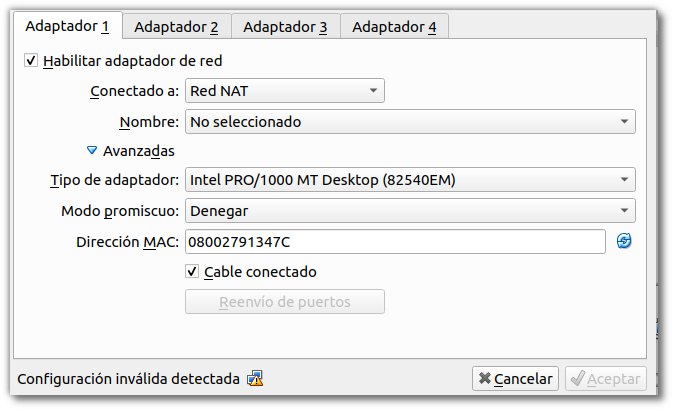 Adaptador 1 Adaptador 2 Adaptador 3 Adaptador 4
Habilitar adaptador de red
Conectado a: Red NAT
Nombre: No seleccionado
Avanzadas
Tipo de adaptador: Intel PRO/1000 MT Desktop (82540EM)
Modo promiscuo: Denegar
Dirección MAC: 08002791347C
Cable conectado
Reenvío de puertos
Configuración inválida detectada Cancelar Aceptar